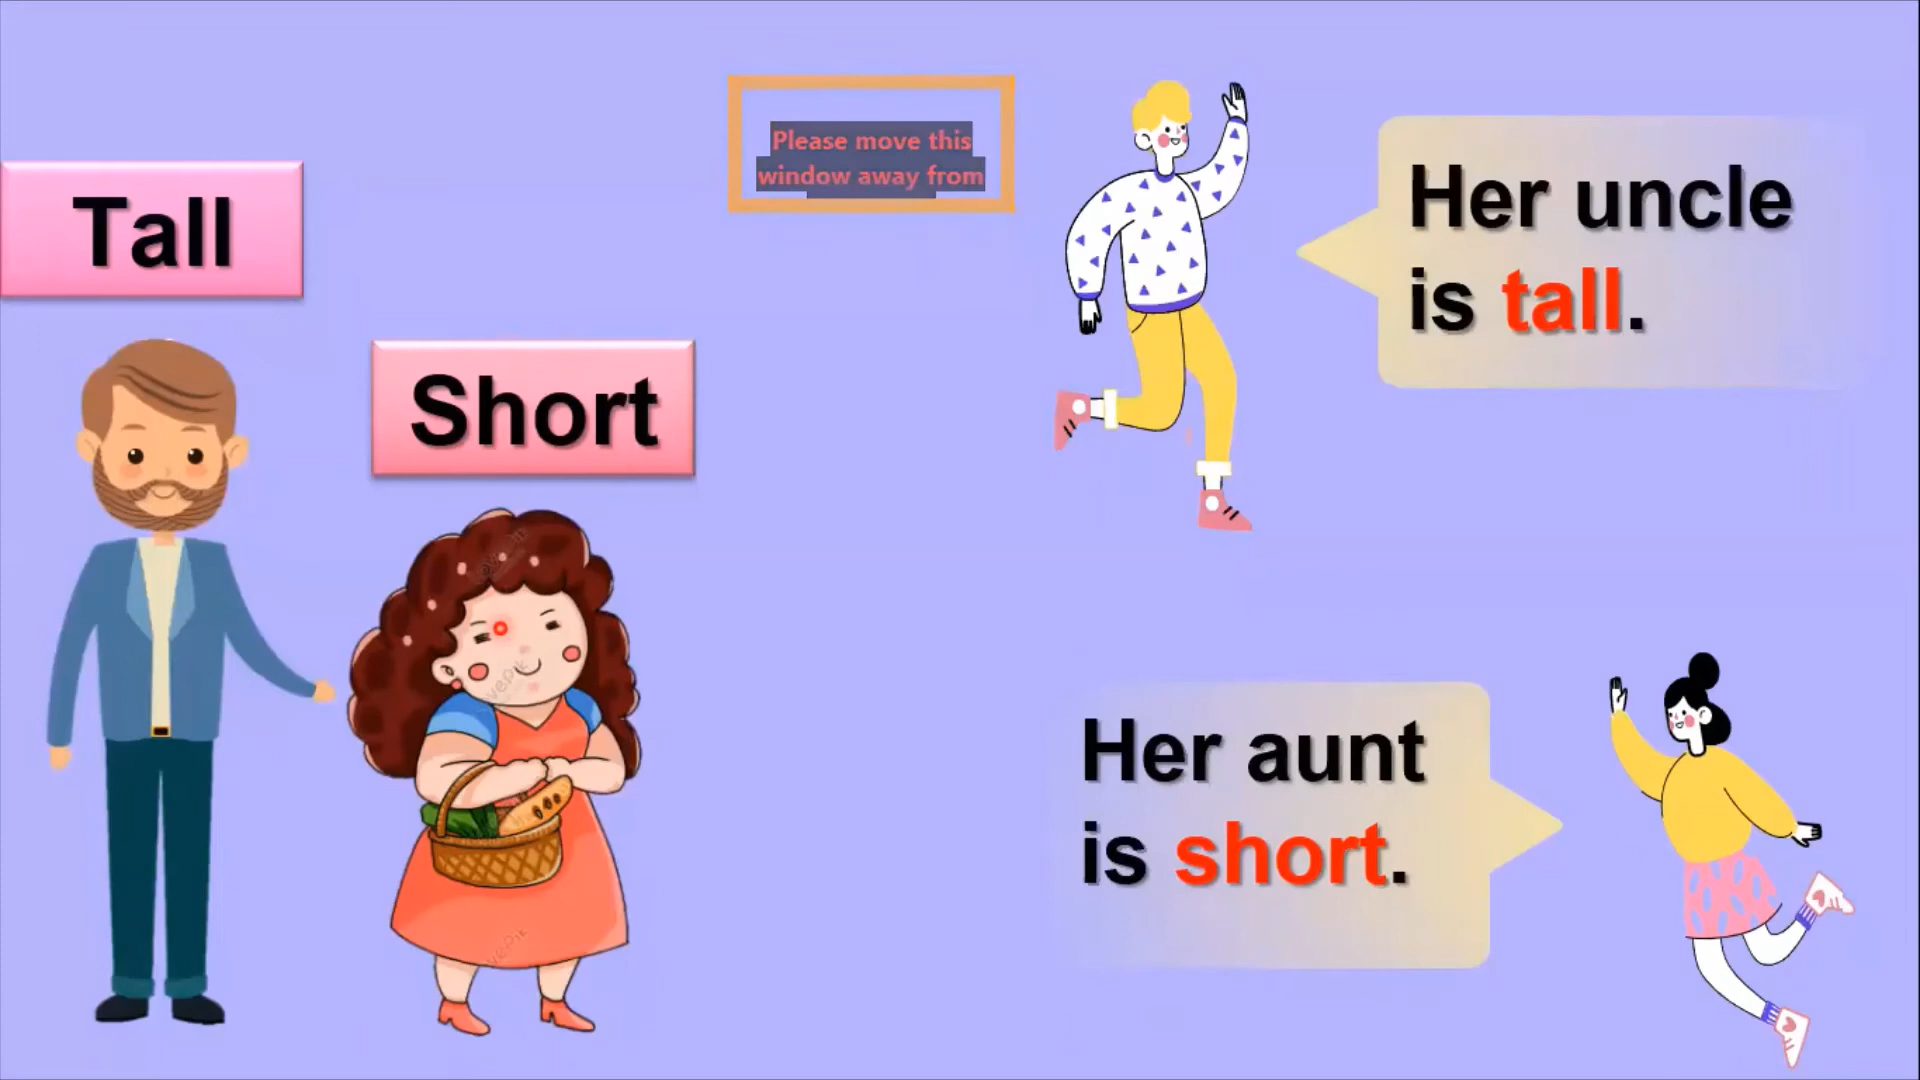 Tall
Short
Please move this
window away from
Her uncle
is tall.
Her aunt
is short.